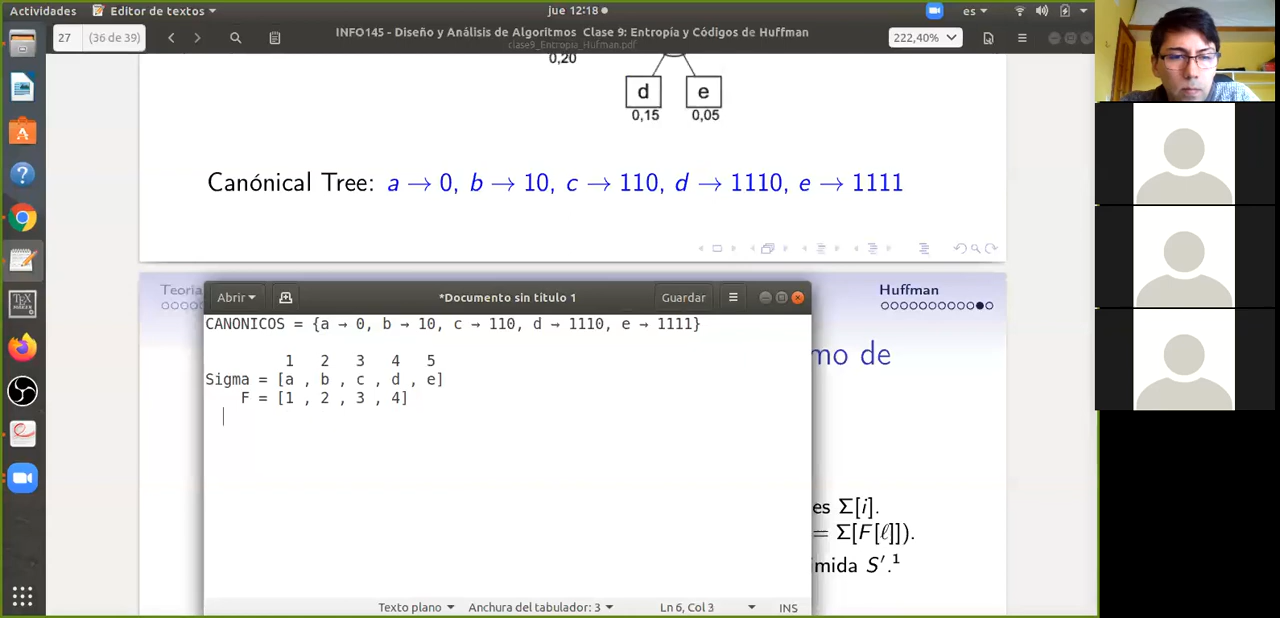 Actividades Editor de textos jue 12:18 es
27 (36 de 39) INFO145 - Diseño y Análisis de Algoritmos Clase 9: Entropía y Códigos de Huffman 222,40%
clase9_Entropia_Hufman.pdf
0,20
d e
0,15 0,05
Canónical Tree: a → 0, b → 10, c → 110, d → 1110, e → 1111
Teoría Huffman
Abrir *Documento sin título 1 Guardar
CANONICOS = {a → 0, b → 10, c → 110, d → 1110, e → 1111}
1 2 3 4 5
Sigma = [a , b , c , d , e]
F = [1 , 2 , 3 , 4]
mo de
es Σ[i].
= Σ[F[ℓ]]).
mida S′.¹
Texto plano Anchura del tabulador: 3 Ln 6, Col 3 INS